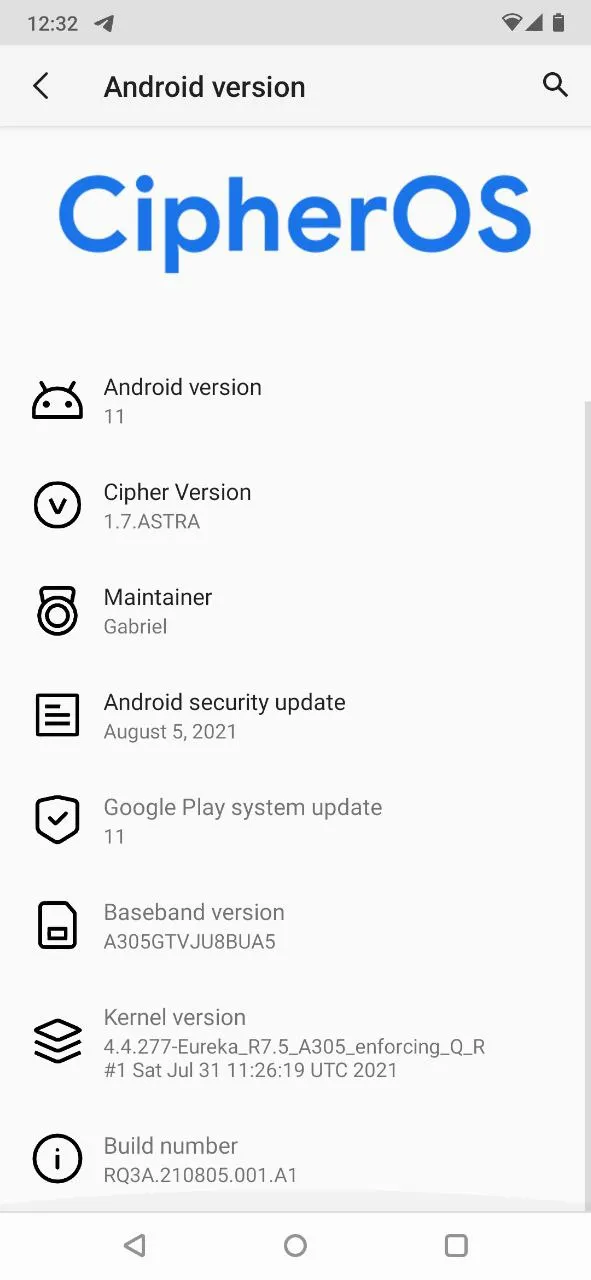 12:32
Android version
CipherOS
Android version
11
Cipher Version
1.7.ASTRA
Maintainer
Gabriel
Android security update
August 5, 2021
Google Play system update
11
Baseband version
A305GTVJU8BUA5
Kernel version
4.4.277-Eureka_R7.5_A305_enforcing_Q_R
#1 Sat Jul 31 11:26:19 UTC 2021
Build number
RQ3A.210805.001.A1